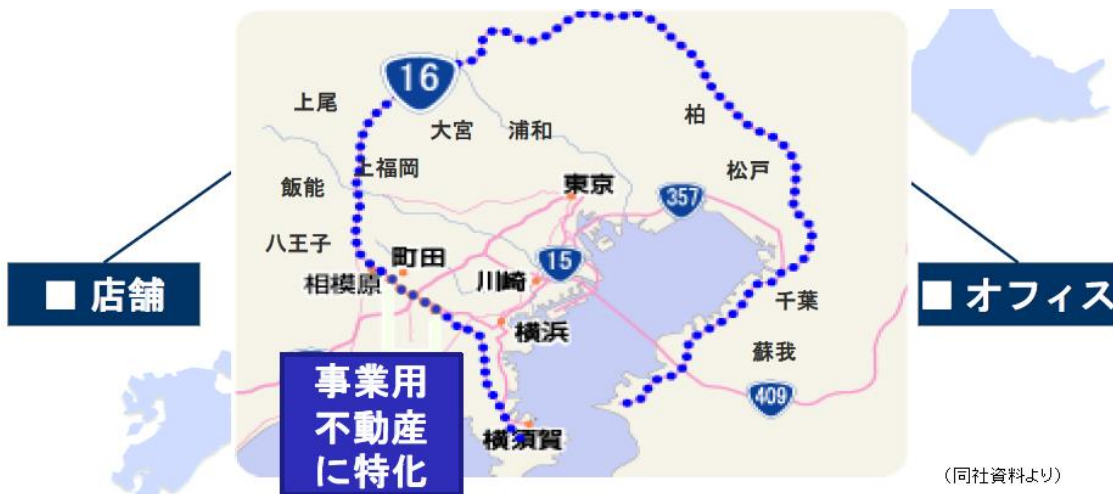 16
上尾
大宮
浦和
柏
上福岡
松戸
飯能
東京
357
八王子
町田
15
相模原
川崎
■ 店舗
■ オフィス
千葉
横浜
蘇我
事業用
不動産
に特化
409
横須賀
（同社資料より）